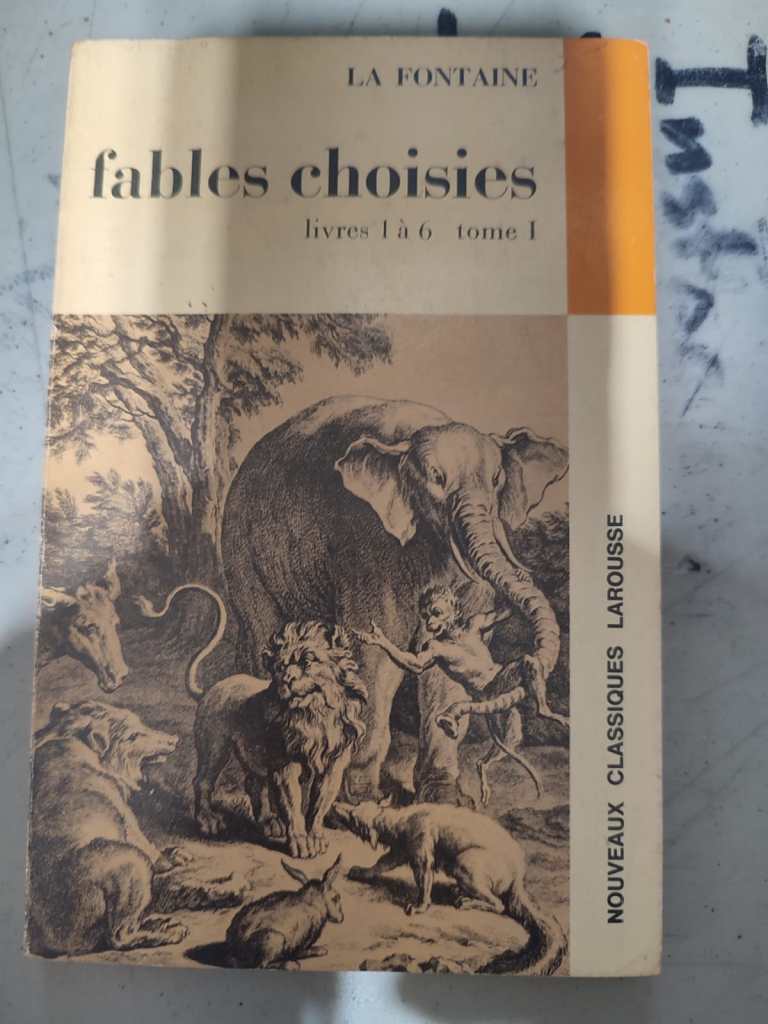 LA FONTAINE
fables choisies
livres 1 à 6 tome I
NOUVEAUX CLASSIQUES LAROUSSE